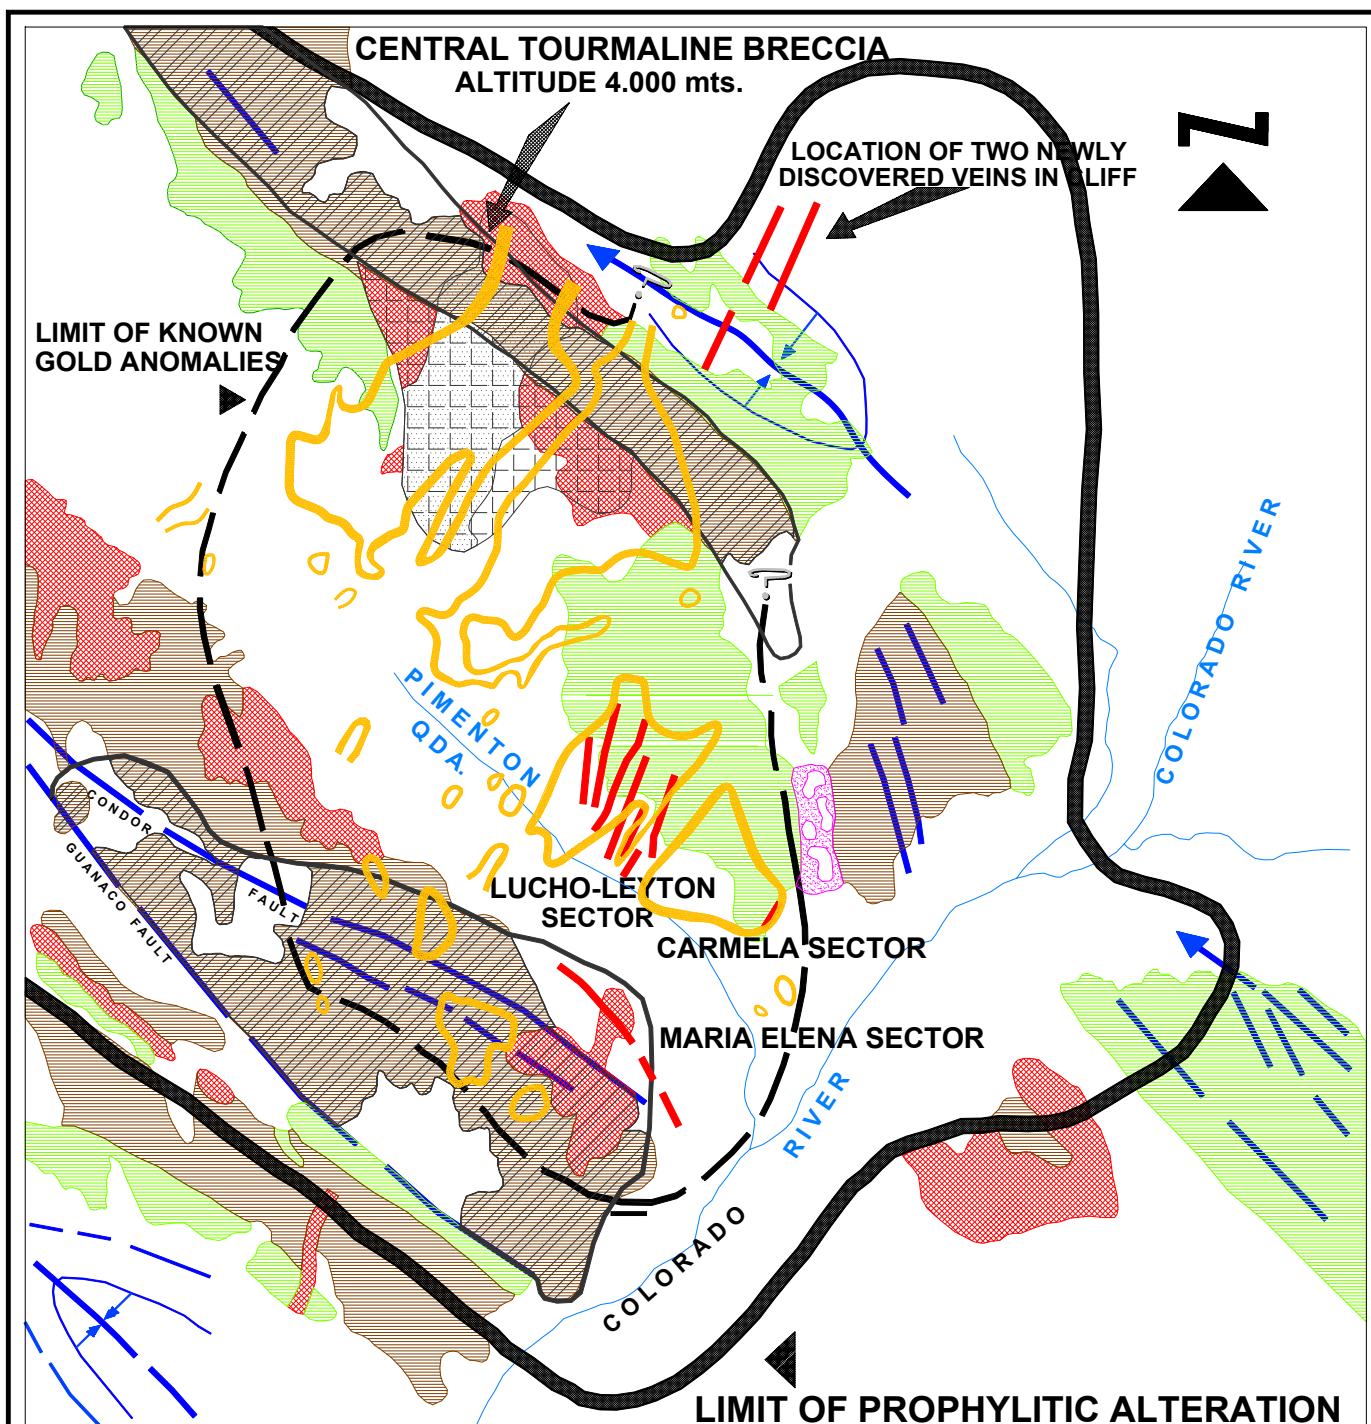 CENTRAL TOURMALINE BRECCIA
ALTITUDE 4.000 mts.
LOCATION OF TWO NEWLY
DISCOVERED VEINS IN CLIFF
N
LIMIT OF KNOWN
GOLD ANOMALIES
?
?
COLORADO RIVER
PIMENTON
QDA.
CONDOR
FAULT
GUANACO FAULT
LUCHO-LEYTON
SECTOR
CARMELA SECTOR
MARIA ELENA SECTOR
COLORADO
RIVER
LIMIT OF PROPHYLITIC ALTERATION